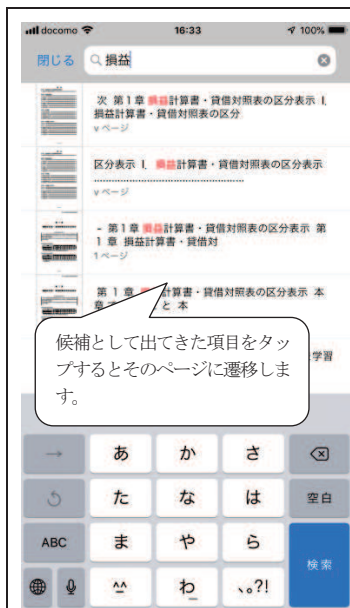 docomo 16:33 100%
閉じる 損益
次 第1章 損益計算書・貸借対照表の区分表示 I.
損益計算書・貸借対照表の区分
vページ
区分表示 I. 損益計算書・貸借対照表の区分表示
vページ
- 第1章 損益計算書・貸借対照表の区分表示 第
1 章 損益計算書・貸借対
1ページ
第1章 損益計算書・貸借対照表の区分表示 本
と 本
学習
候補として出てきた項目をタッ
プするとそのページに遷移しま
す。
→ あ か さ
た な は 空白
ABC ま や ら
^^ わ_ 、。?! 検索